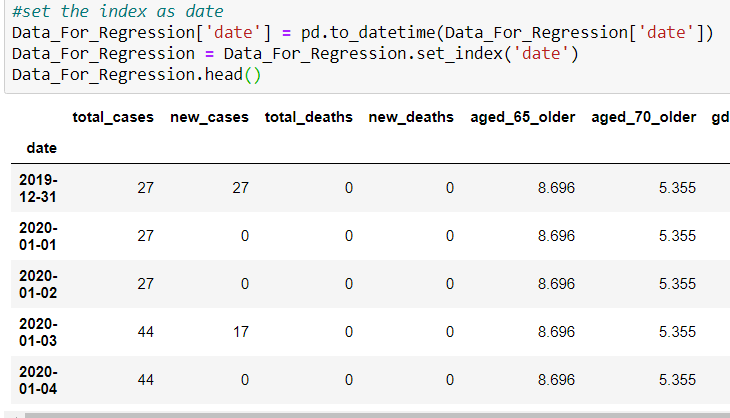 #set the index as date
Data_For_Regression['date'] = pd.to_datetime(Data_For_Regression['date'])
Data_For_Regression = Data_For_Regression.set_index('date')
Data_For_Regression.head()
total_cases new_cases total_deaths new_deaths aged_65_older aged_70_older gd
date
2019-
12-31 27 27 0 0 8.696 5.355
2020-
01-01 27 0 0 0 8.696 5.355
2020-
01-02 27 0 0 0 8.696 5.355
2020-
01-03 44 17 0 0 8.696 5.355
2020-
01-04 44 0 0 0 8.696 5.355